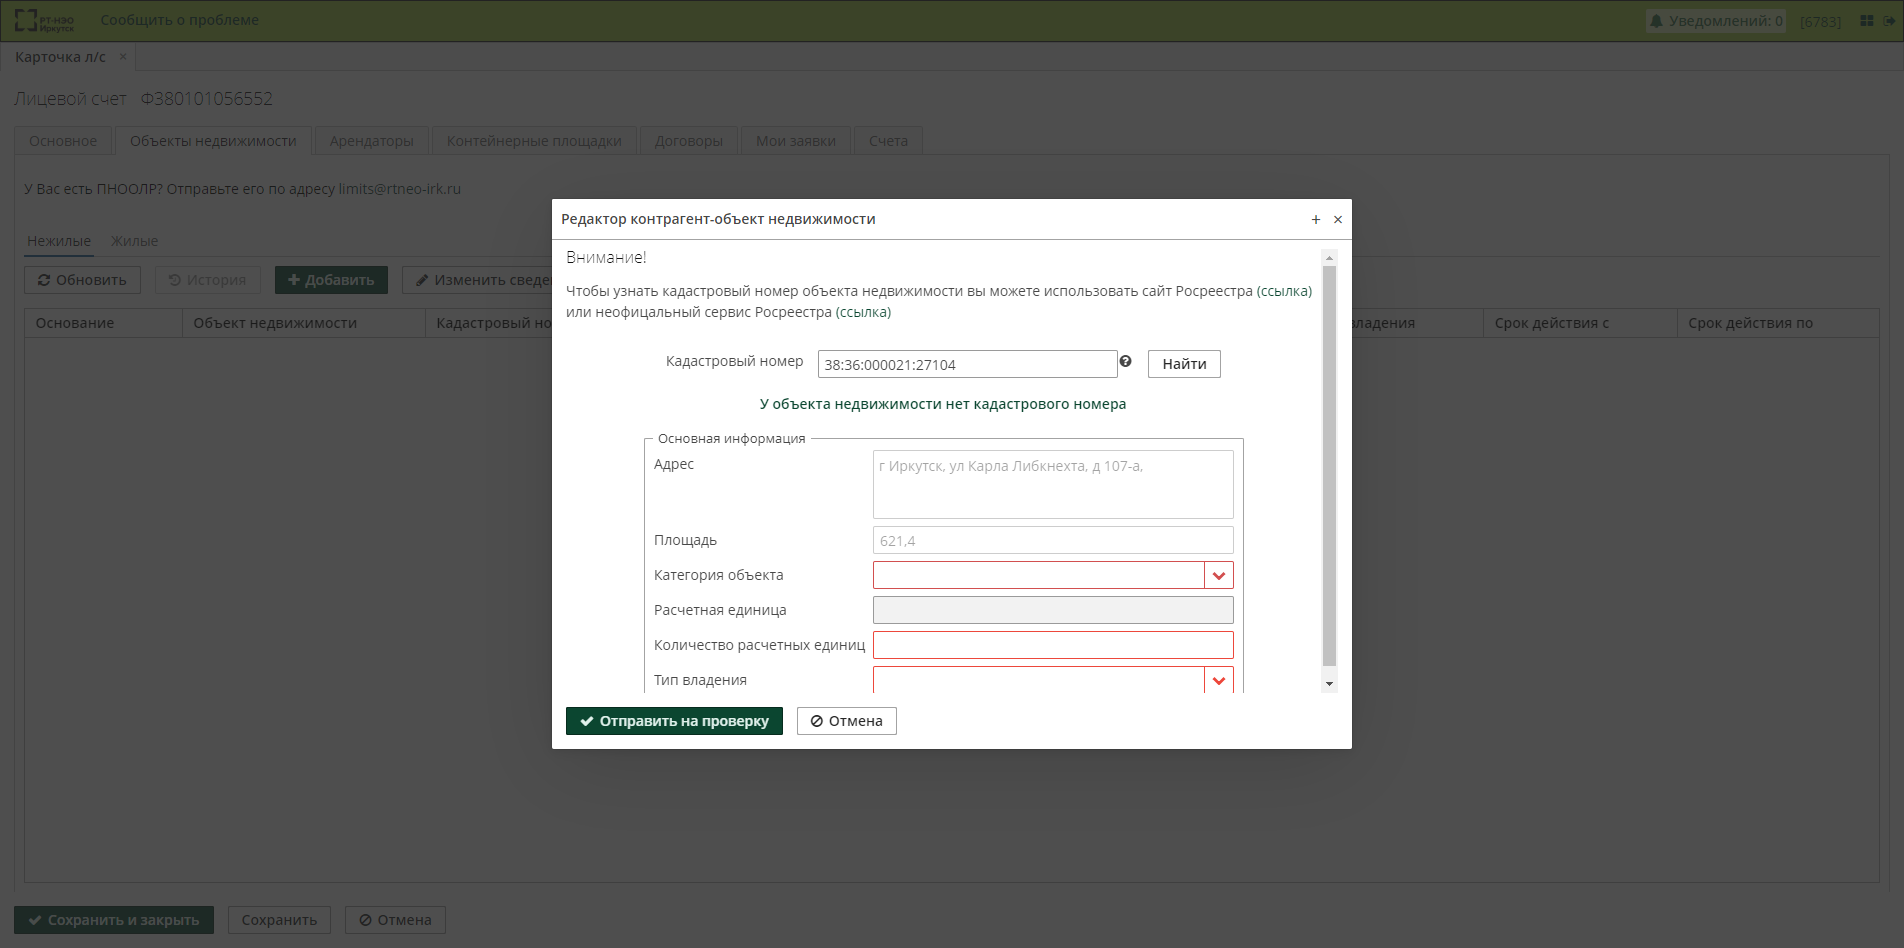 РТ-НЭО
Иркутск
Сообщить о проблеме
Уведомлений: 0
[6783]
Карточка л/с ×
Лицевой счет Ф380101056552
Основное
Объекты недвижимости
Арендаторы
Контейнерные площадки
Договоры
Мои заявки
Счета
У Вас есть ПНООЛР? Отправьте его по адресу limits@rtneo-irk.ru
Нежилые
Жилые
Обновить
История
Добавить
Изменить сведе
Основание
Объект недвижимости
Кадастровый но
владения
Срок действия с
Срок действия по
Редактор контрагент-объект недвижимости
+ ×
Внимание!
Чтобы узнать кадастровый номер объекта недвижимости вы можете использовать сайт Росреестра (ссылка)
или неофицальный сервис Росреестра (ссылка)
Кадастровый номер 38:36:000021:27104 ? Найти
У объекта недвижимости нет кадастрового номера
Основная информация
Адрес г Иркутск, ул Карла Либкнехта, д 107-а,
Площадь 621,4
Категория объекта
Расчетная единица
Количество расчетных единиц
Тип владения
Отправить на проверку
Отмена
Сохранить и закрыть
Сохранить
Отмена